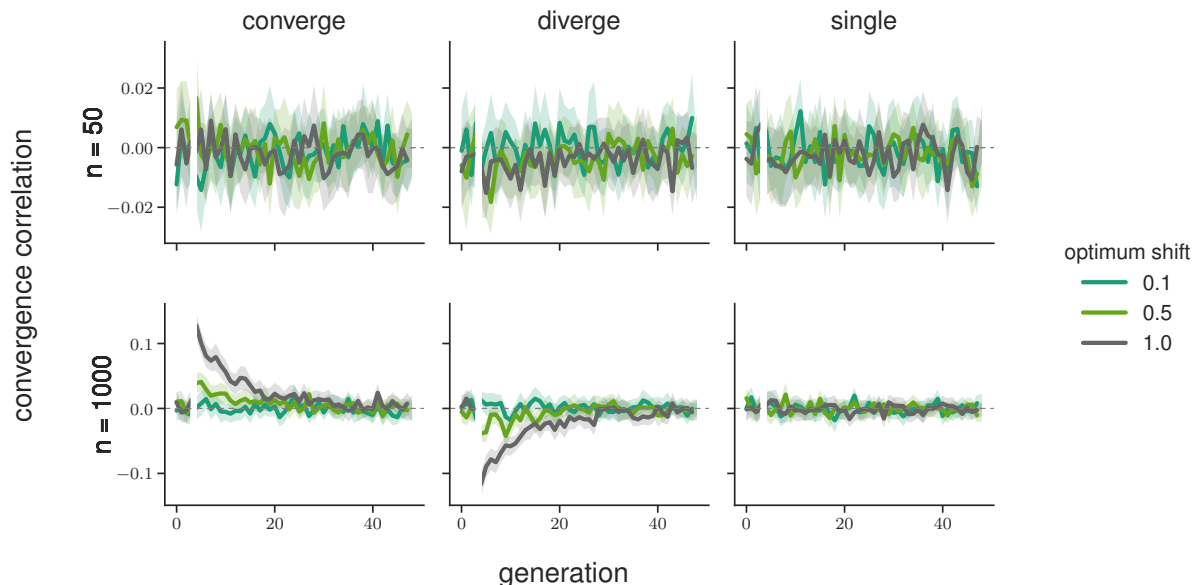 converge
diverge
single
convergence correlation
n = 50
0.02
0.00
−0.02
0 20 40
0 20 40
0 20 40
optimum shift
0.1
0.5
1.0
n = 1000
0.1
0.0
−0.1
generation